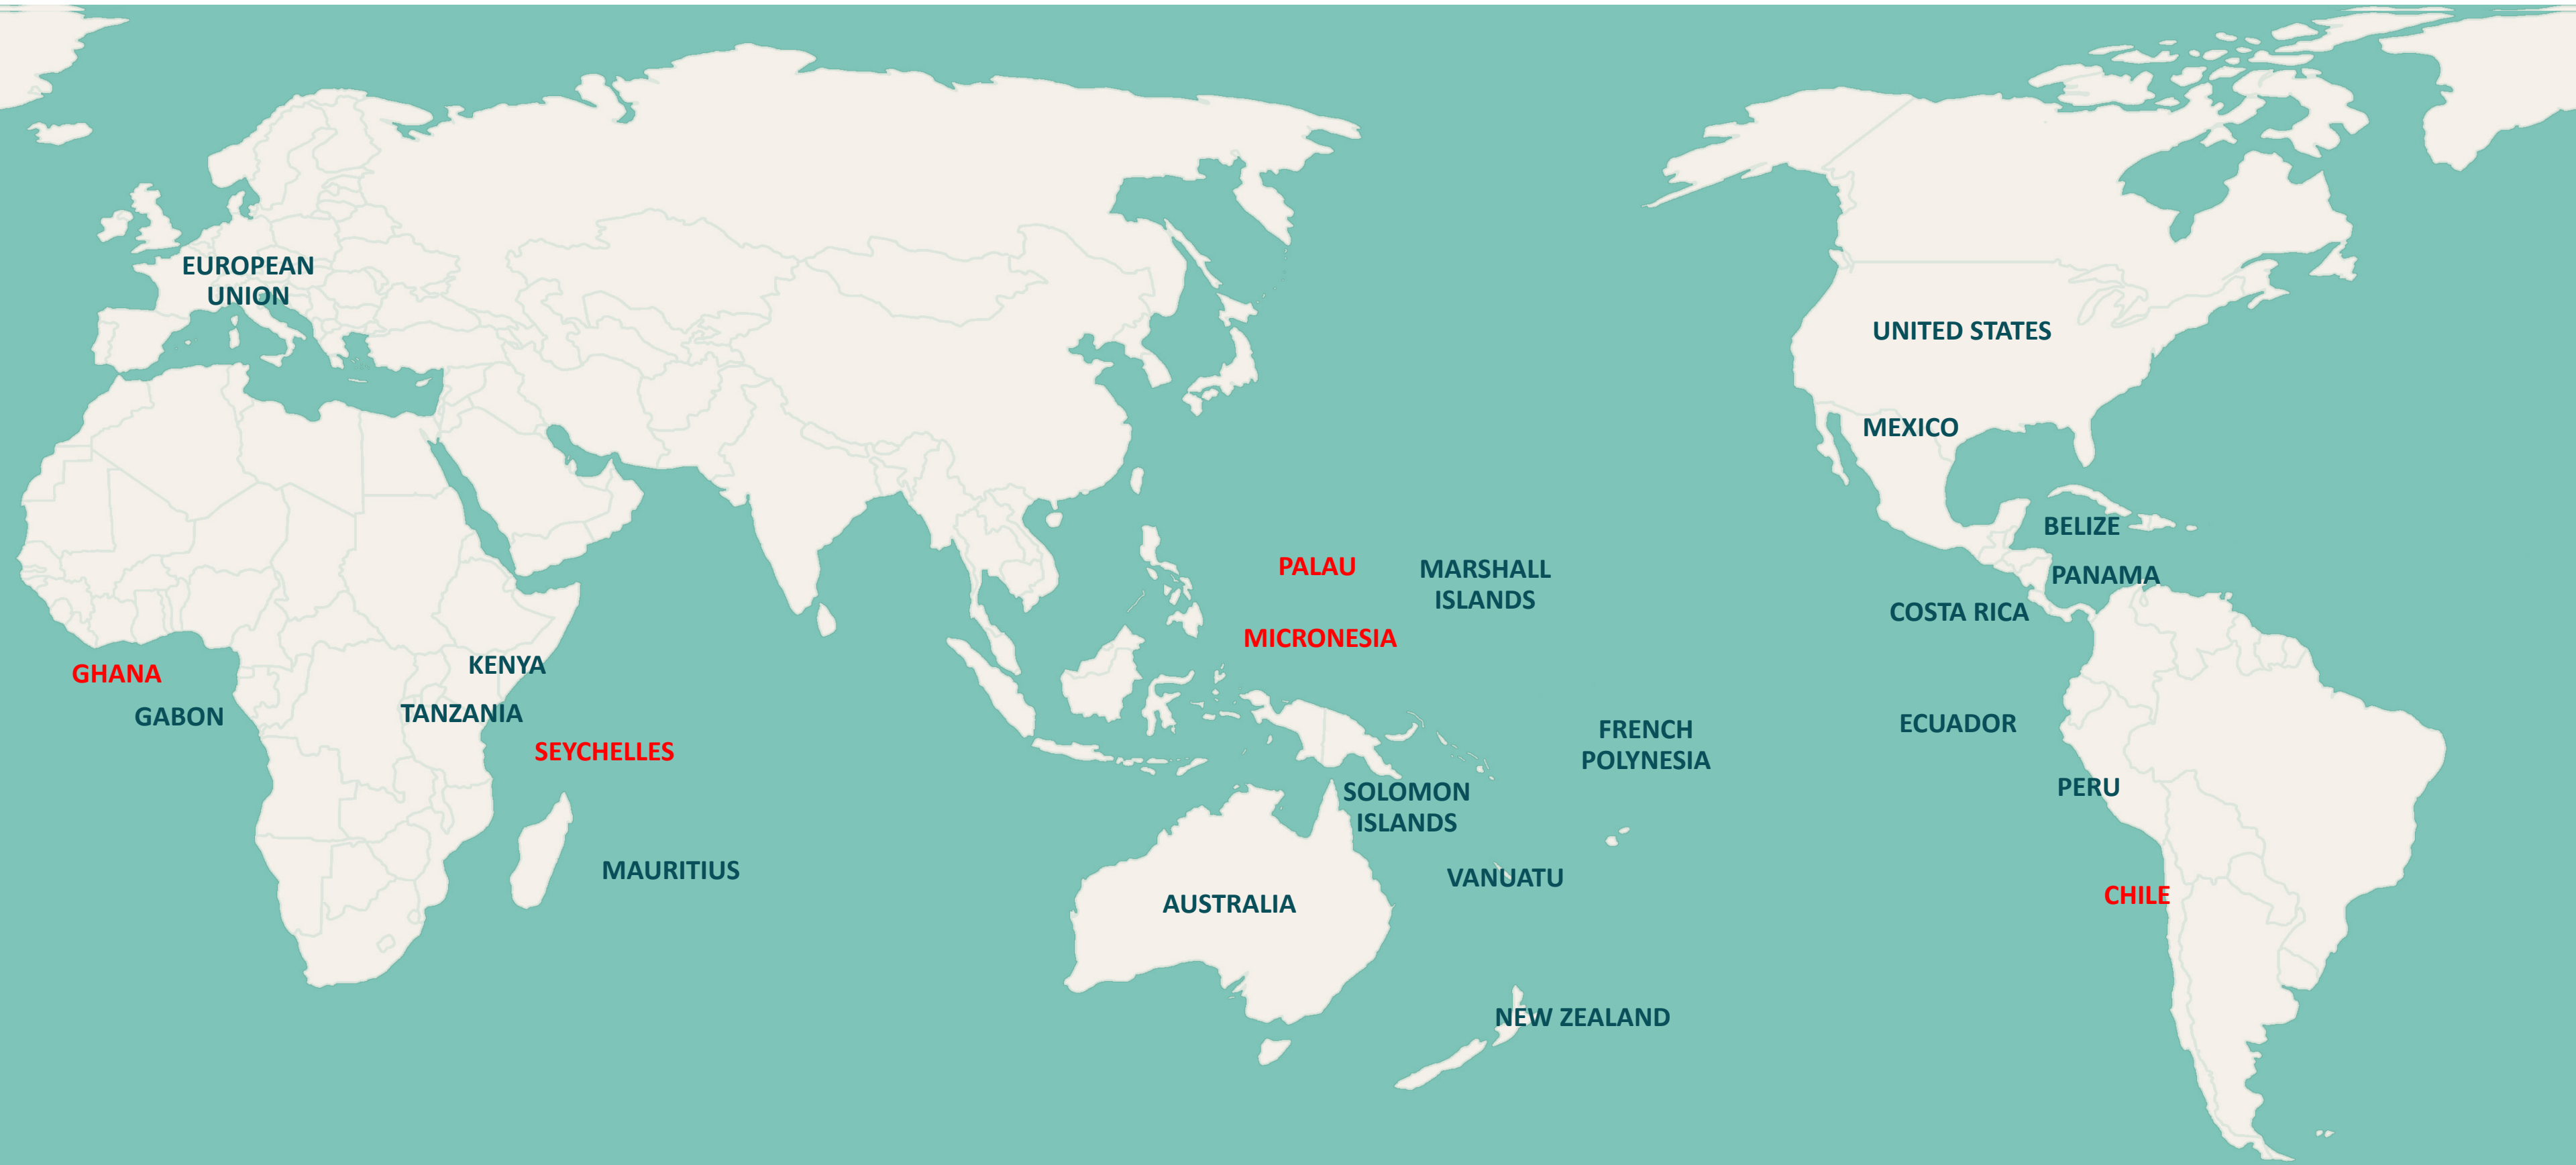 EUROPEAN
UNION
UNITED STATES
MEXICO
BELIZE
PALAU
MARSHALL
ISLANDS
PANAMA
COSTA RICA
MICRONESIA
KENYA
GHANA
GABON
TANZANIA
SEYCHELLES
FRENCH
POLYNESIA
ECUADOR
SOLOMON
ISLANDS
PERU
MAURITIUS
VANUATU
AUSTRALIA
CHILE
NEW ZEALAND